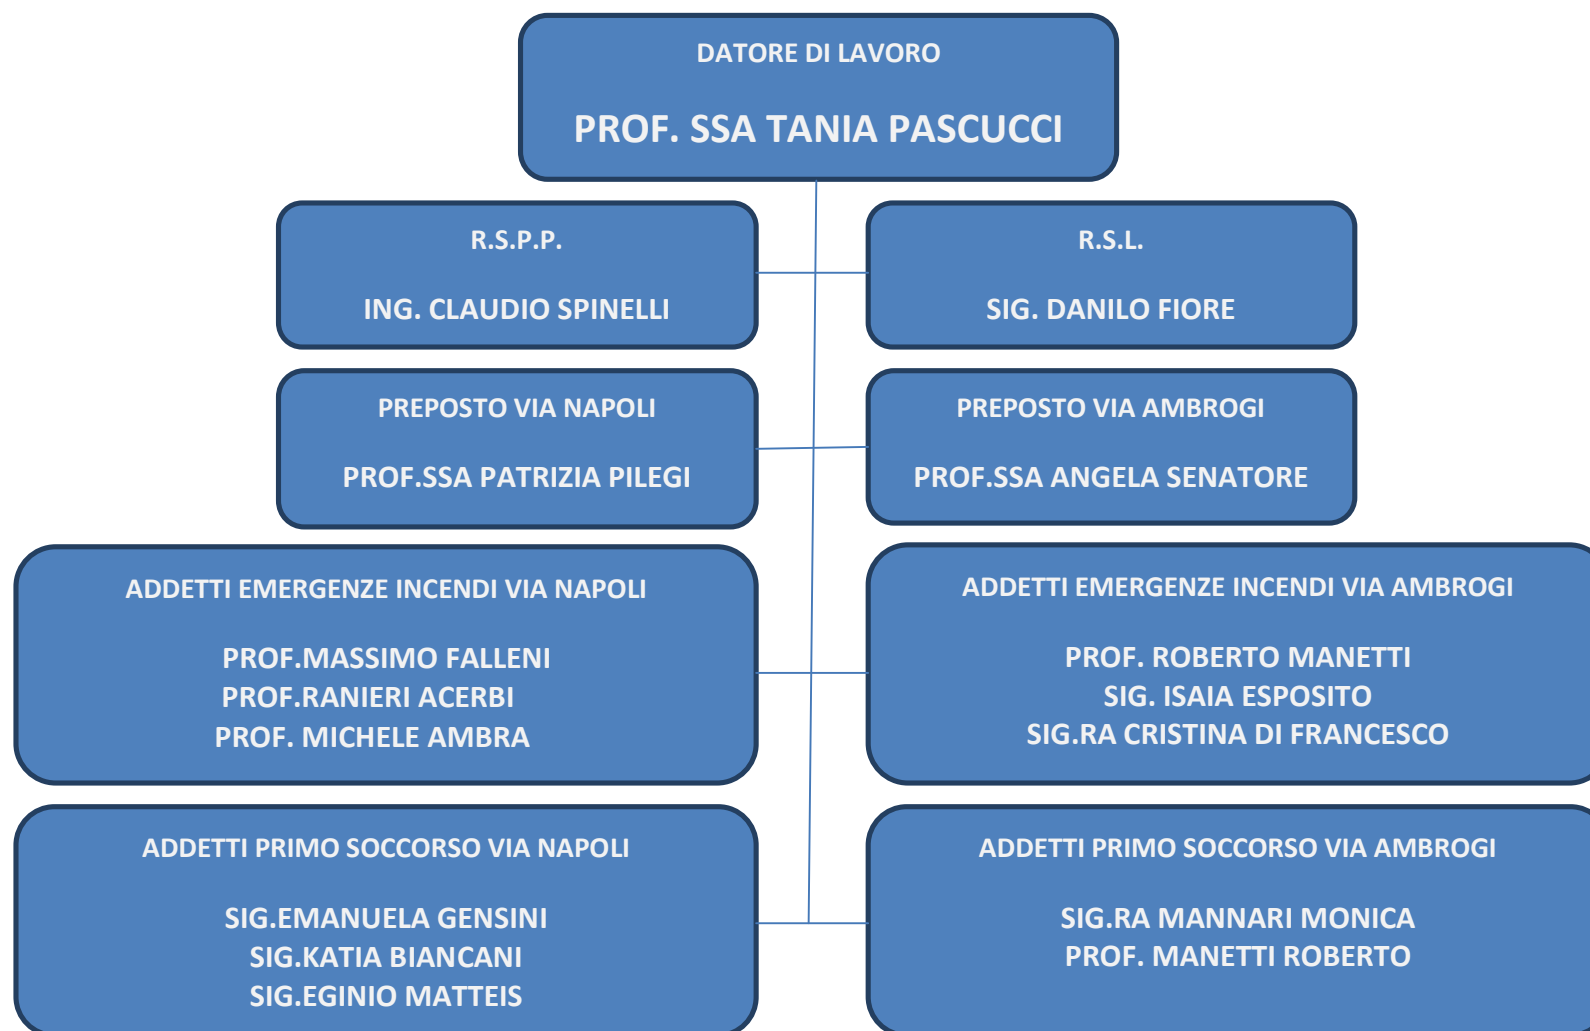 DATORE DI LAVORO
PROF. SSA TANIA PASCUCCI
R.S.P.P.
ING. CLAUDIO SPINELLI
R.S.L.
SIG. DANILO FIORE
PREPOSTO VIA NAPOLI
PROF.SSA PATRIZIA PILEGI
PREPOSTO VIA AMBROGI
PROF.SSA ANGELA SENATORE
ADDETTI EMERGENZE INCENDI VIA NAPOLI
PROF.MASSIMO FALLENI
PROF.RANIERI ACERBI
PROF. MICHELE AMBRA
ADDETTI EMERGENZE INCENDI VIA AMBROGI
PROF. ROBERTO MANETTI
SIG. ISAIA ESPOSITO
SIG.RA CRISTINA DI FRANCESCO
ADDETTI PRIMO SOCCORSO VIA NAPOLI
SIG.EMANUELA GENSINI
SIG.KATIA BIANCANI
SIG.EGINIO MATTEIS
ADDETTI PRIMO SOCCORSO VIA AMBROGI
SIG.RA MANNARI MONICA
PROF. MANETTI ROBERTO